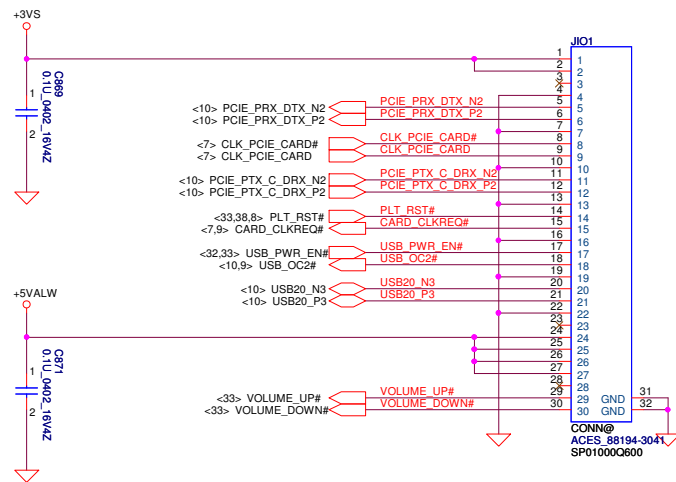 +3VS
C869
0.1U_0402_16V4Z
1
2
JIO1
1 1
2 2
3 3
4 4
<10> PCIE_PRX_DTX_N2 PCIE_PRX_DTX_N2 5 5
<10> PCIE_PRX_DTX_P2 PCIE_PRX_DTX_P2 6 6
7 7
<7> CLK_PCIE_CARD# CLK_PCIE_CARD# 8 8
<7> CLK_PCIE_CARD CLK_PCIE_CARD 9 9
10 10
<10> PCIE_PTX_C_DRX_N2 PCIE_PTX_C_DRX_N2 11 11
<10> PCIE_PTX_C_DRX_P2 PCIE_PTX_C_DRX_P2 12 12
13 13
<33,38,8> PLT_RST# PLT_RST# 14 14
<7,9> CARD_CLKREQ# CARD_CLKREQ# 15 15
16 16
<32,33> USB_PWR_EN# USB_PWR_EN# 17 17
<10,9> USB_OC2# USB_OC2# 18 18
19 19
<10> USB20_N3 USB20_N3 20 20
<10> USB20_P3 USB20_P3 21 21
22 22
23 23
24 24
25 25
26 26
27 27
28 28
<33> VOLUME_UP# VOLUME_UP# 29 29 GND 31
<33> VOLUME_DOWN# VOLUME_DOWN# 30 30 GND 32
+5VALW
C871
0.1U_0402_16V4Z
1
2
CONN@
ACES_88194-3041
SP01000Q600